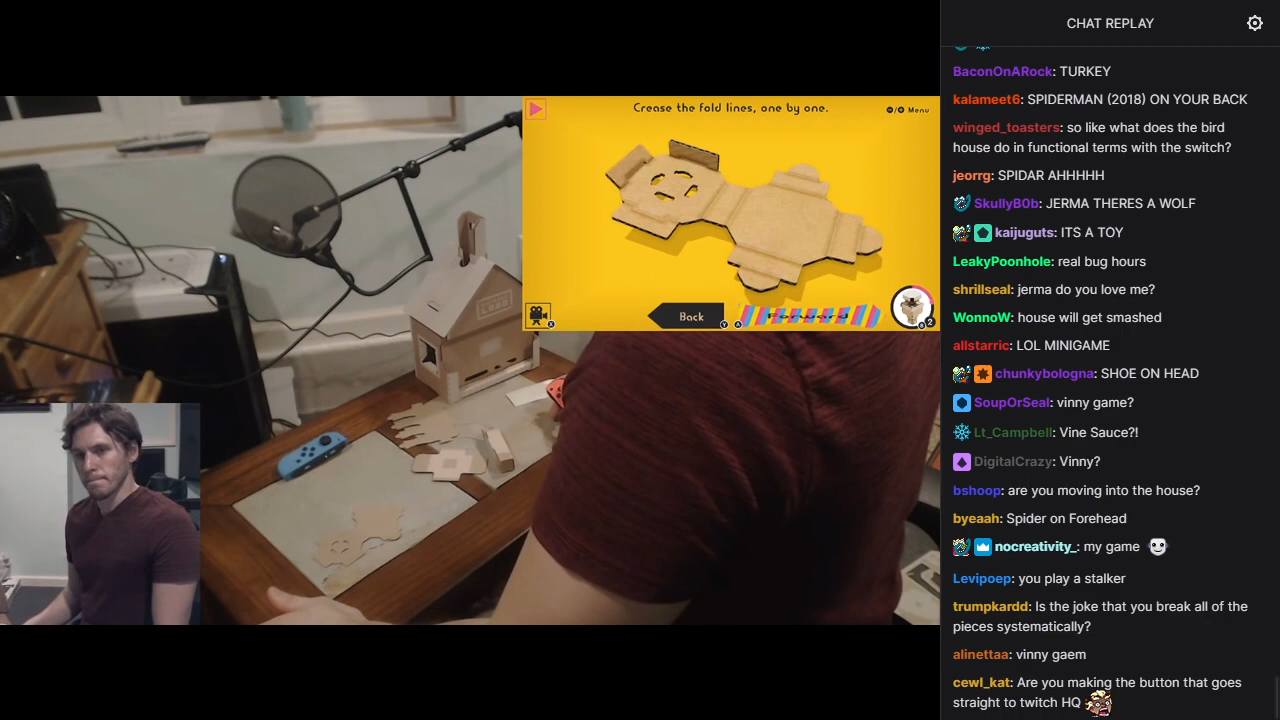 Crease the fold lines, one by one.
/ Menu
Back
LABO
CHAT REPLAY
BaconOnARock: TURKEY
kalameet6: SPIDERMAN (2018) ON YOUR BACK
winged_toasters: so like what does the bird
house do in functional terms with the switch?
jeorrg: SPIDAR AHHHHH
SkullyB0b: JERMA THERES A WOLF
kaijuguts: ITS A TOY
LeakyPoonhole: real bug hours
shrillseal: jerma do you love me?
WonnoW: house will get smashed
allstarric: LOL MINIGAME
chunkybologna: SHOE ON HEAD
SoupOrSeal: vinny game?
Lt_Campbell: Vine Sauce?!
DigitalCrazy: Vinny?
bshoop: are you moving into the house?
byeaah: Spider on Forehead
nocreativity_: my game
Levipoep: you play a stalker
trumpkardd: Is the joke that you break all of the
pieces systematically?
alinettaa: vinny gaem
cewl_kat: Are you making the button that goes
straight to twitch HQ